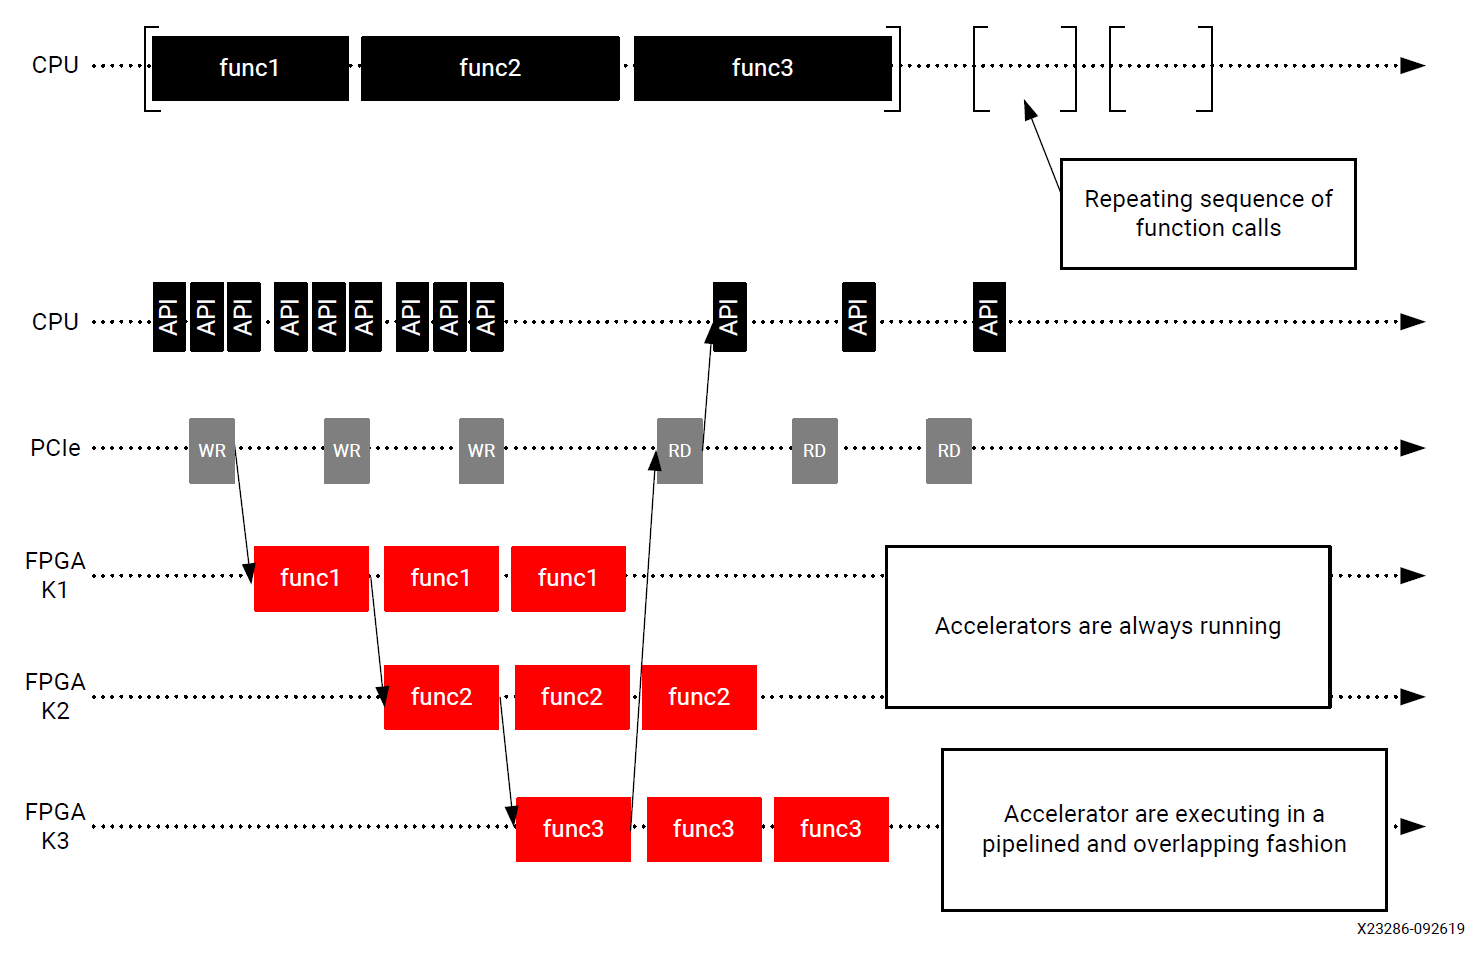 CPU
func1
func2
func3
Repeating sequence of
function calls
CPU
API
API
API
API
API
API
API
API
API
API
API
API
PCIe
WR
WR
WR
RD
RD
RD
FPGA
K1
func1
func1
func1
Accelerators are always running
FPGA
K2
func2
func2
func2
FPGA
K3
func3
func3
func3
Accelerator are executing in a
pipelined and overlapping fashion
X23286-092619